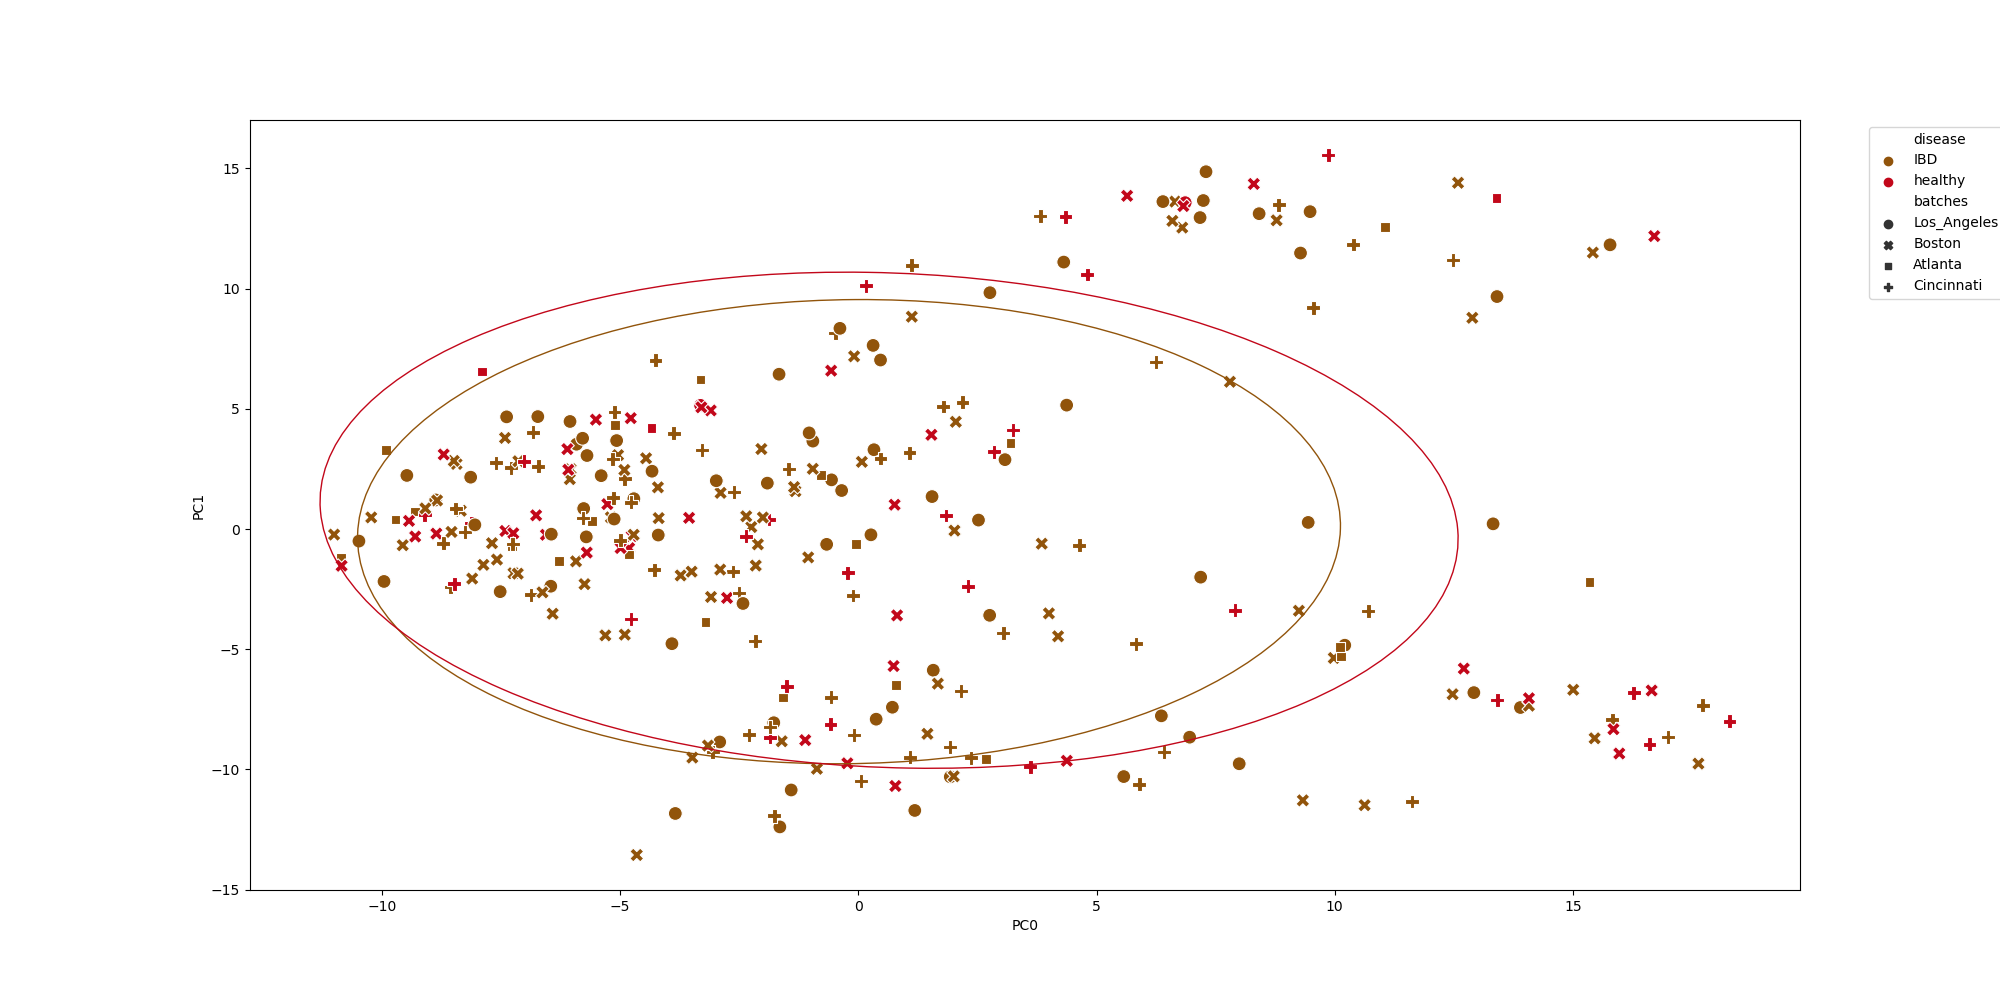 disease
IBD
healthy
batches
Los_Angeles
Boston
Atlanta
Cincinnati
PC1
15
10
5
0
−5
−10
−15
−10
−5
0
5
10
15
PC0